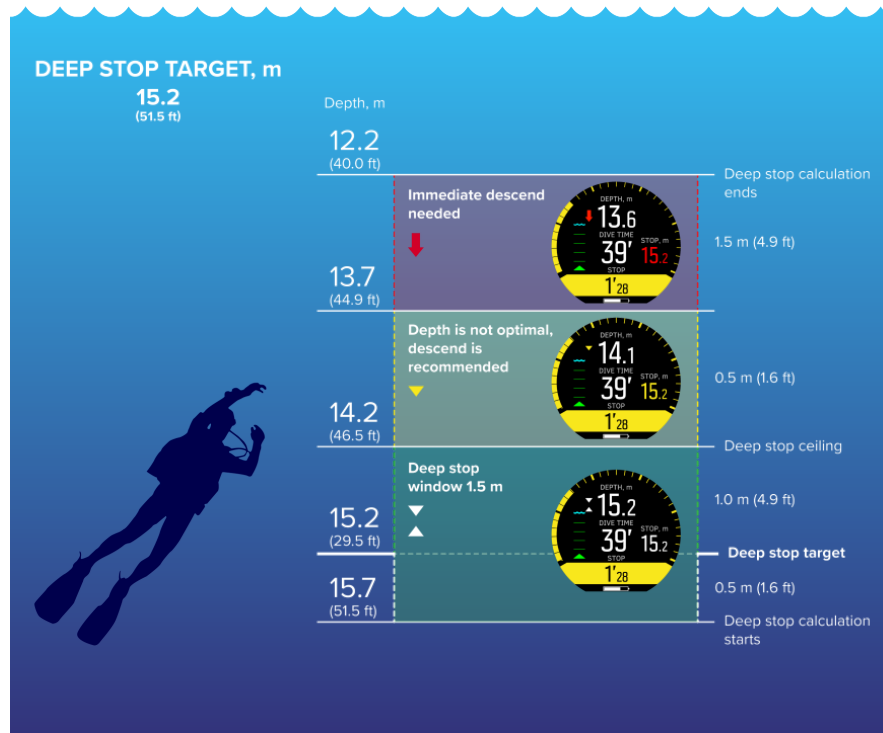 DEEP STOP TARGET, m
15.2
(51.5 ft)
Depth, m
12.2
(40.0 ft)
Deep stop calculation
ends
Immediate descend
needed
DEPTH, m
13.6
DIVE TIME
39'
STOP, m
15.2
STOP
1'28
1.5 m (4.9 ft)
13.7
(44.9 ft)
Depth is not optimal,
descend is
recommended
DEPTH, m
14.1
DIVE TIME
39'
STOP, m
15.2
STOP
1'28
0.5 m (1.6 ft)
14.2
(46.5 ft)
Deep stop ceiling
Deep stop
window 1.5 m
DEPTH, m
15.2
DIVE TIME
39'
STOP, m
15.2
STOP
1'28
1.0 m (4.9 ft)
15.2
(29.5 ft)
Deep stop target
15.7
(51.5 ft)
0.5 m (1.6 ft)
Deep stop calculation
starts